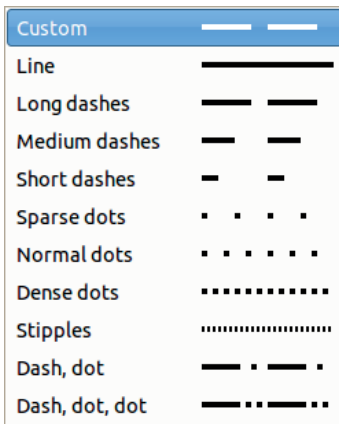 Custom
Line
Long dashes
Medium dashes
Short dashes
Sparse dots
Normal dots
Dense dots
Stipples
Dash, dot
Dash, dot, dot